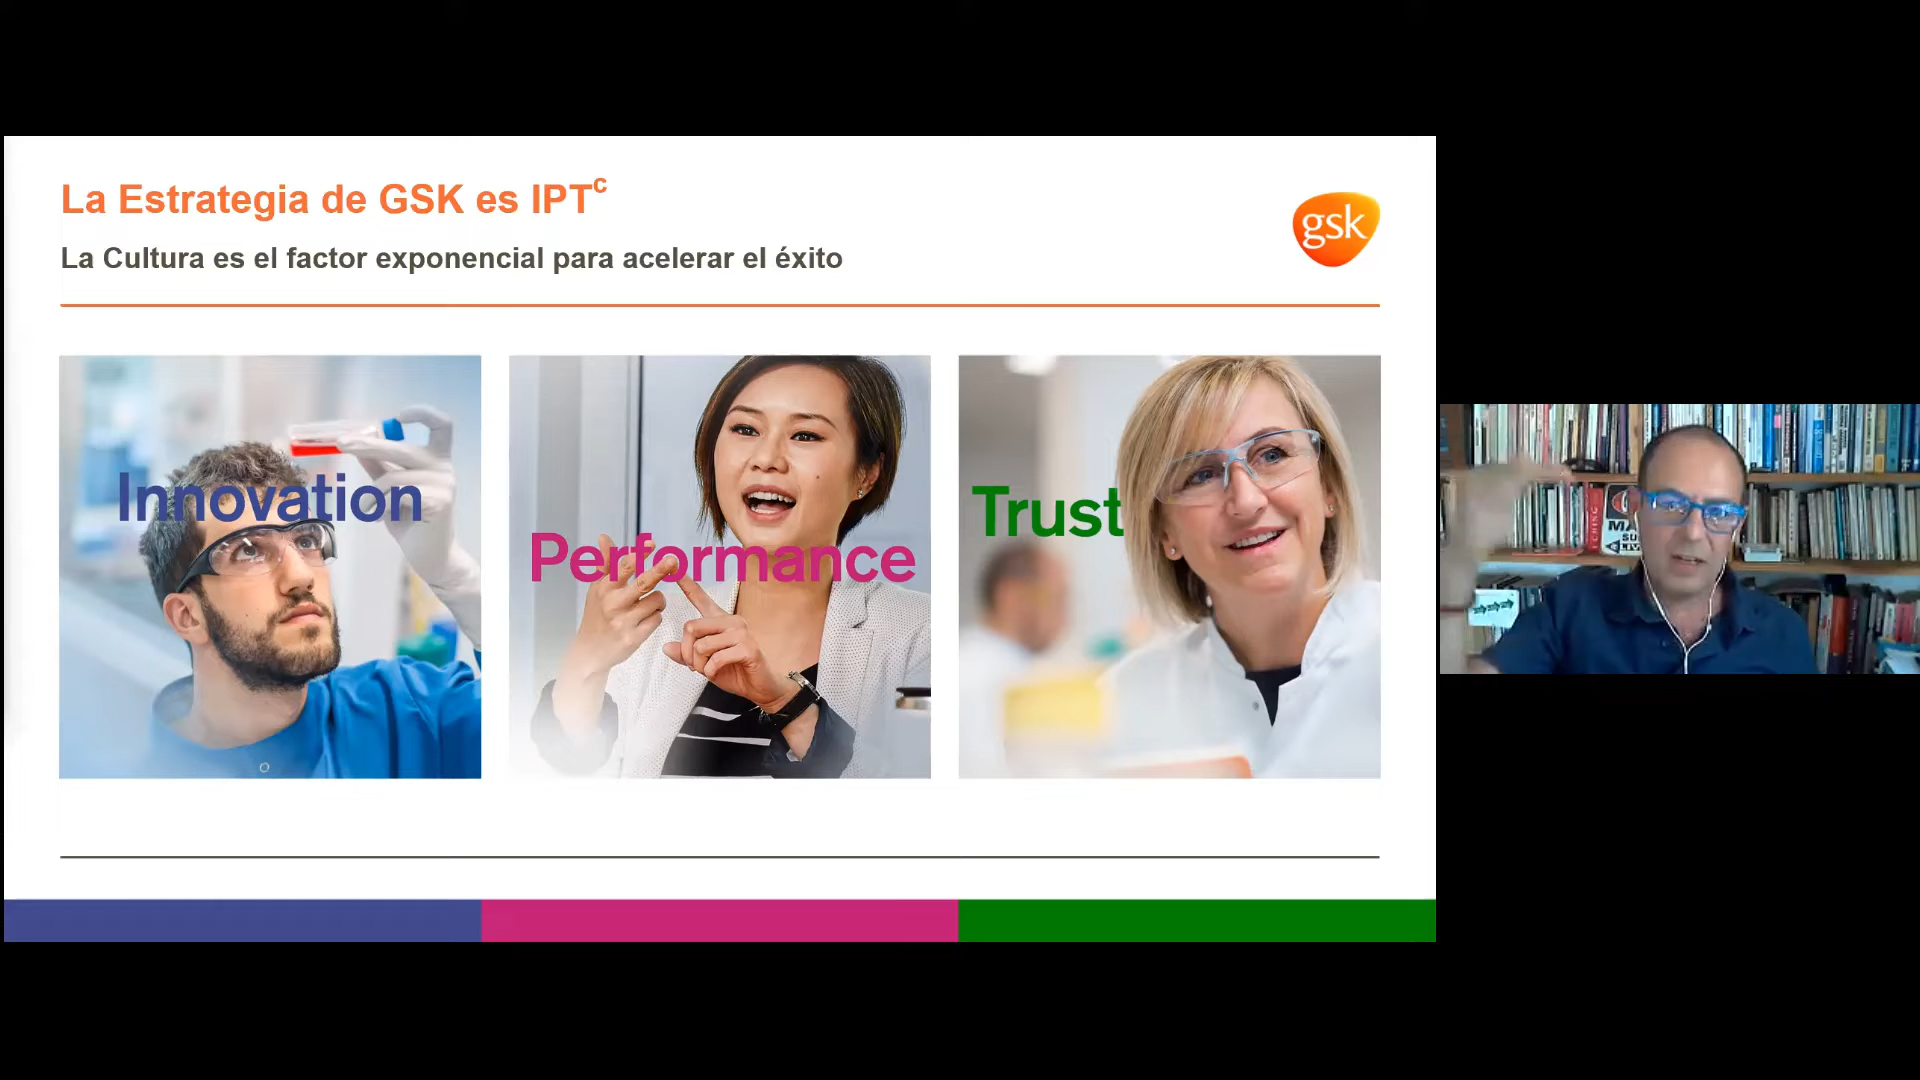 La Estrategia de GSK es IPTᶜ
La Cultura es el factor exponencial para acelerar el éxito
gsk
Innovation
Performance
Trust